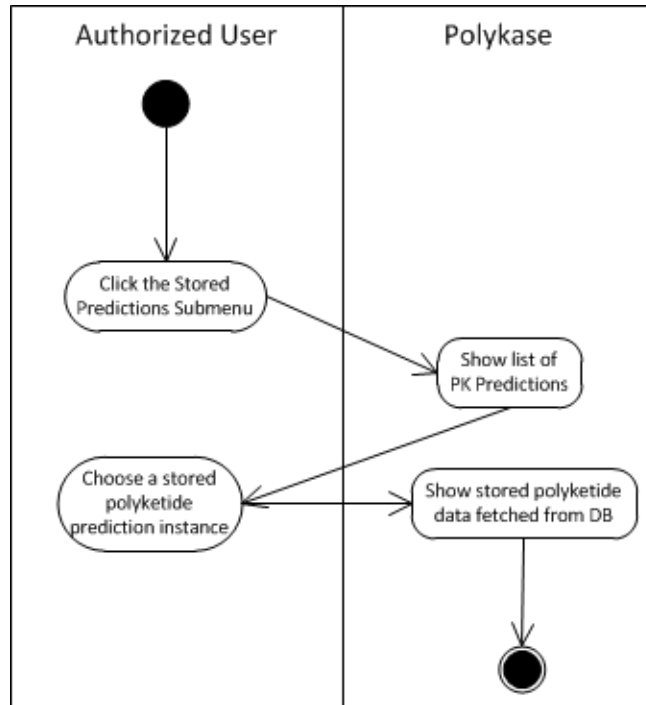 Authorized User
Polykase
Click the Stored
Predictions Submenu
Show list of
PK Predictions
Choose a stored
polyketide
prediction instance
Show stored polyketide
data fetched from DB